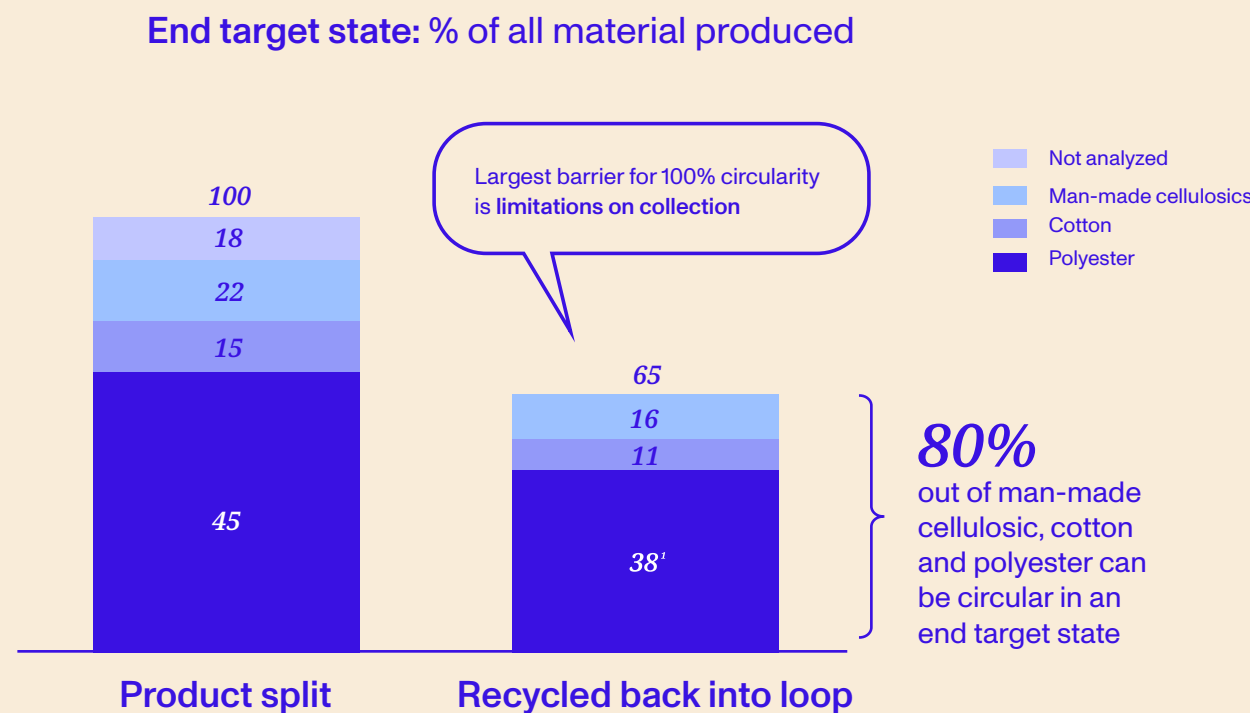 End target state: % of all material produced
Largest barrier for 100% circularity
is limitations on collection
Not analyzed
Man-made cellulosics
Cotton
Polyester
100
18
22
15
45
65
16
11
38¹
80%
out of man-made
cellulosic, cotton
and polyester can
be circular in an
end target state
Product split
Recycled back into loop